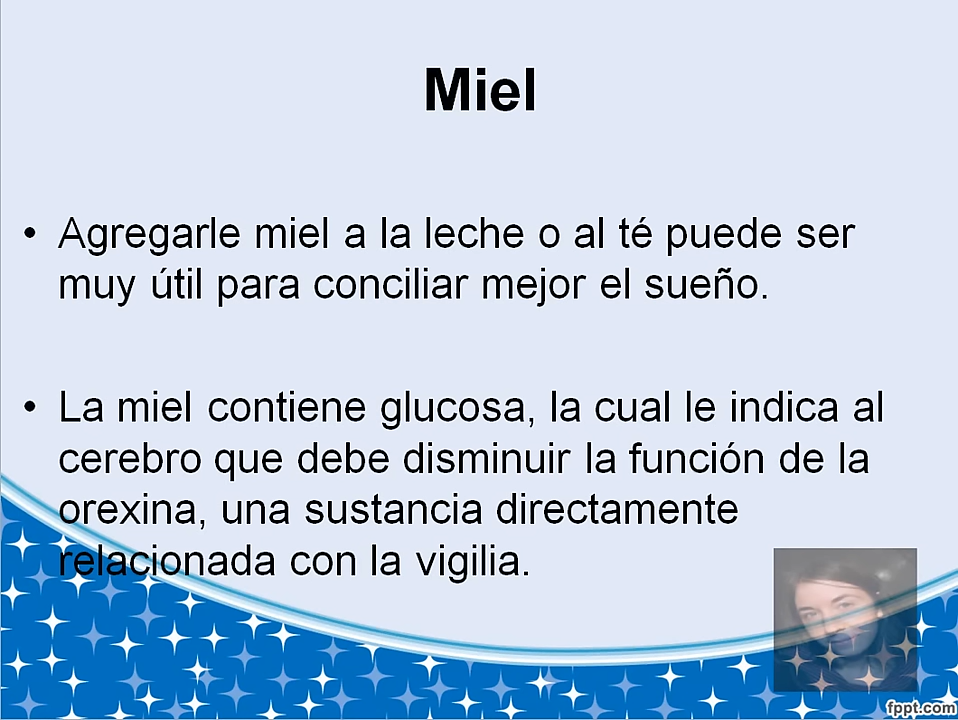 Miel
• Agregarle miel a la leche o al té puede ser
muy útil para conciliar mejor el sueño.
• La miel contiene glucosa, la cual le indica al
cerebro que debe disminuir la función de la
orexina, una sustancia directamente
relacionada con la vigilia.
fppt.com